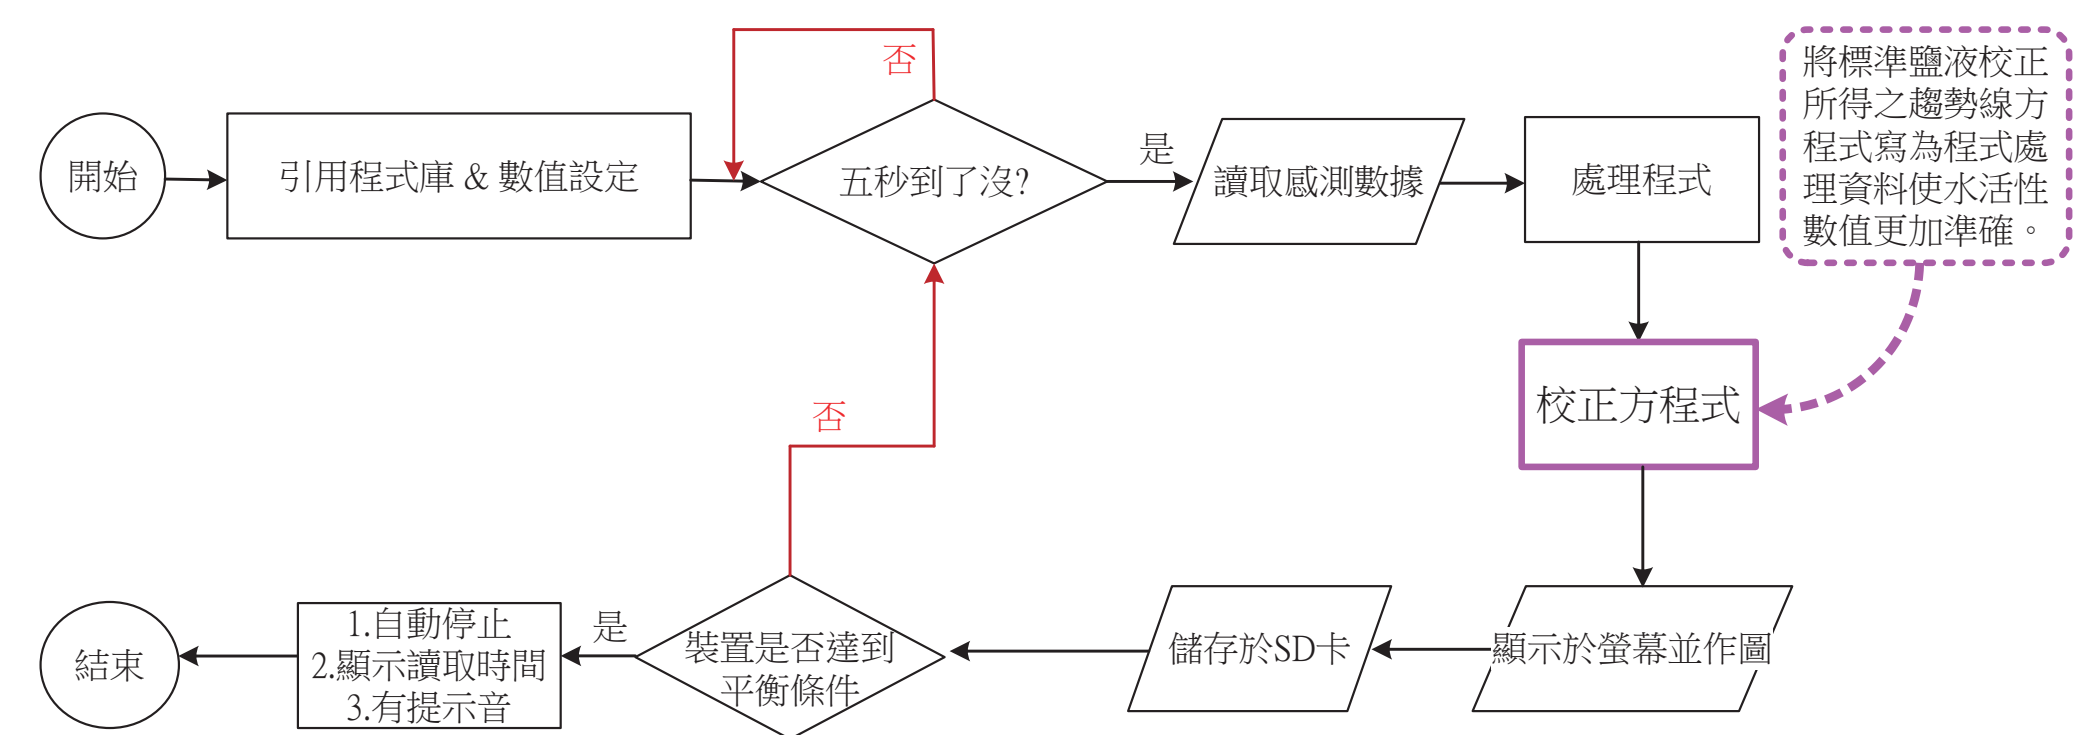 否
將標準鹽液校正
所得之趨勢線方
程式寫為程式處
理資料使水活性
數值更加準確。
開始
引用程式庫 & 數值設定
五秒到了沒?
是
讀取感測數據
處理程式
校正方程式
否
結束
1.自動停止
2.顯示讀取時間
3.有提示音
是
裝置是否達到
平衡條件
儲存於SD卡
顯示於螢幕並作圖